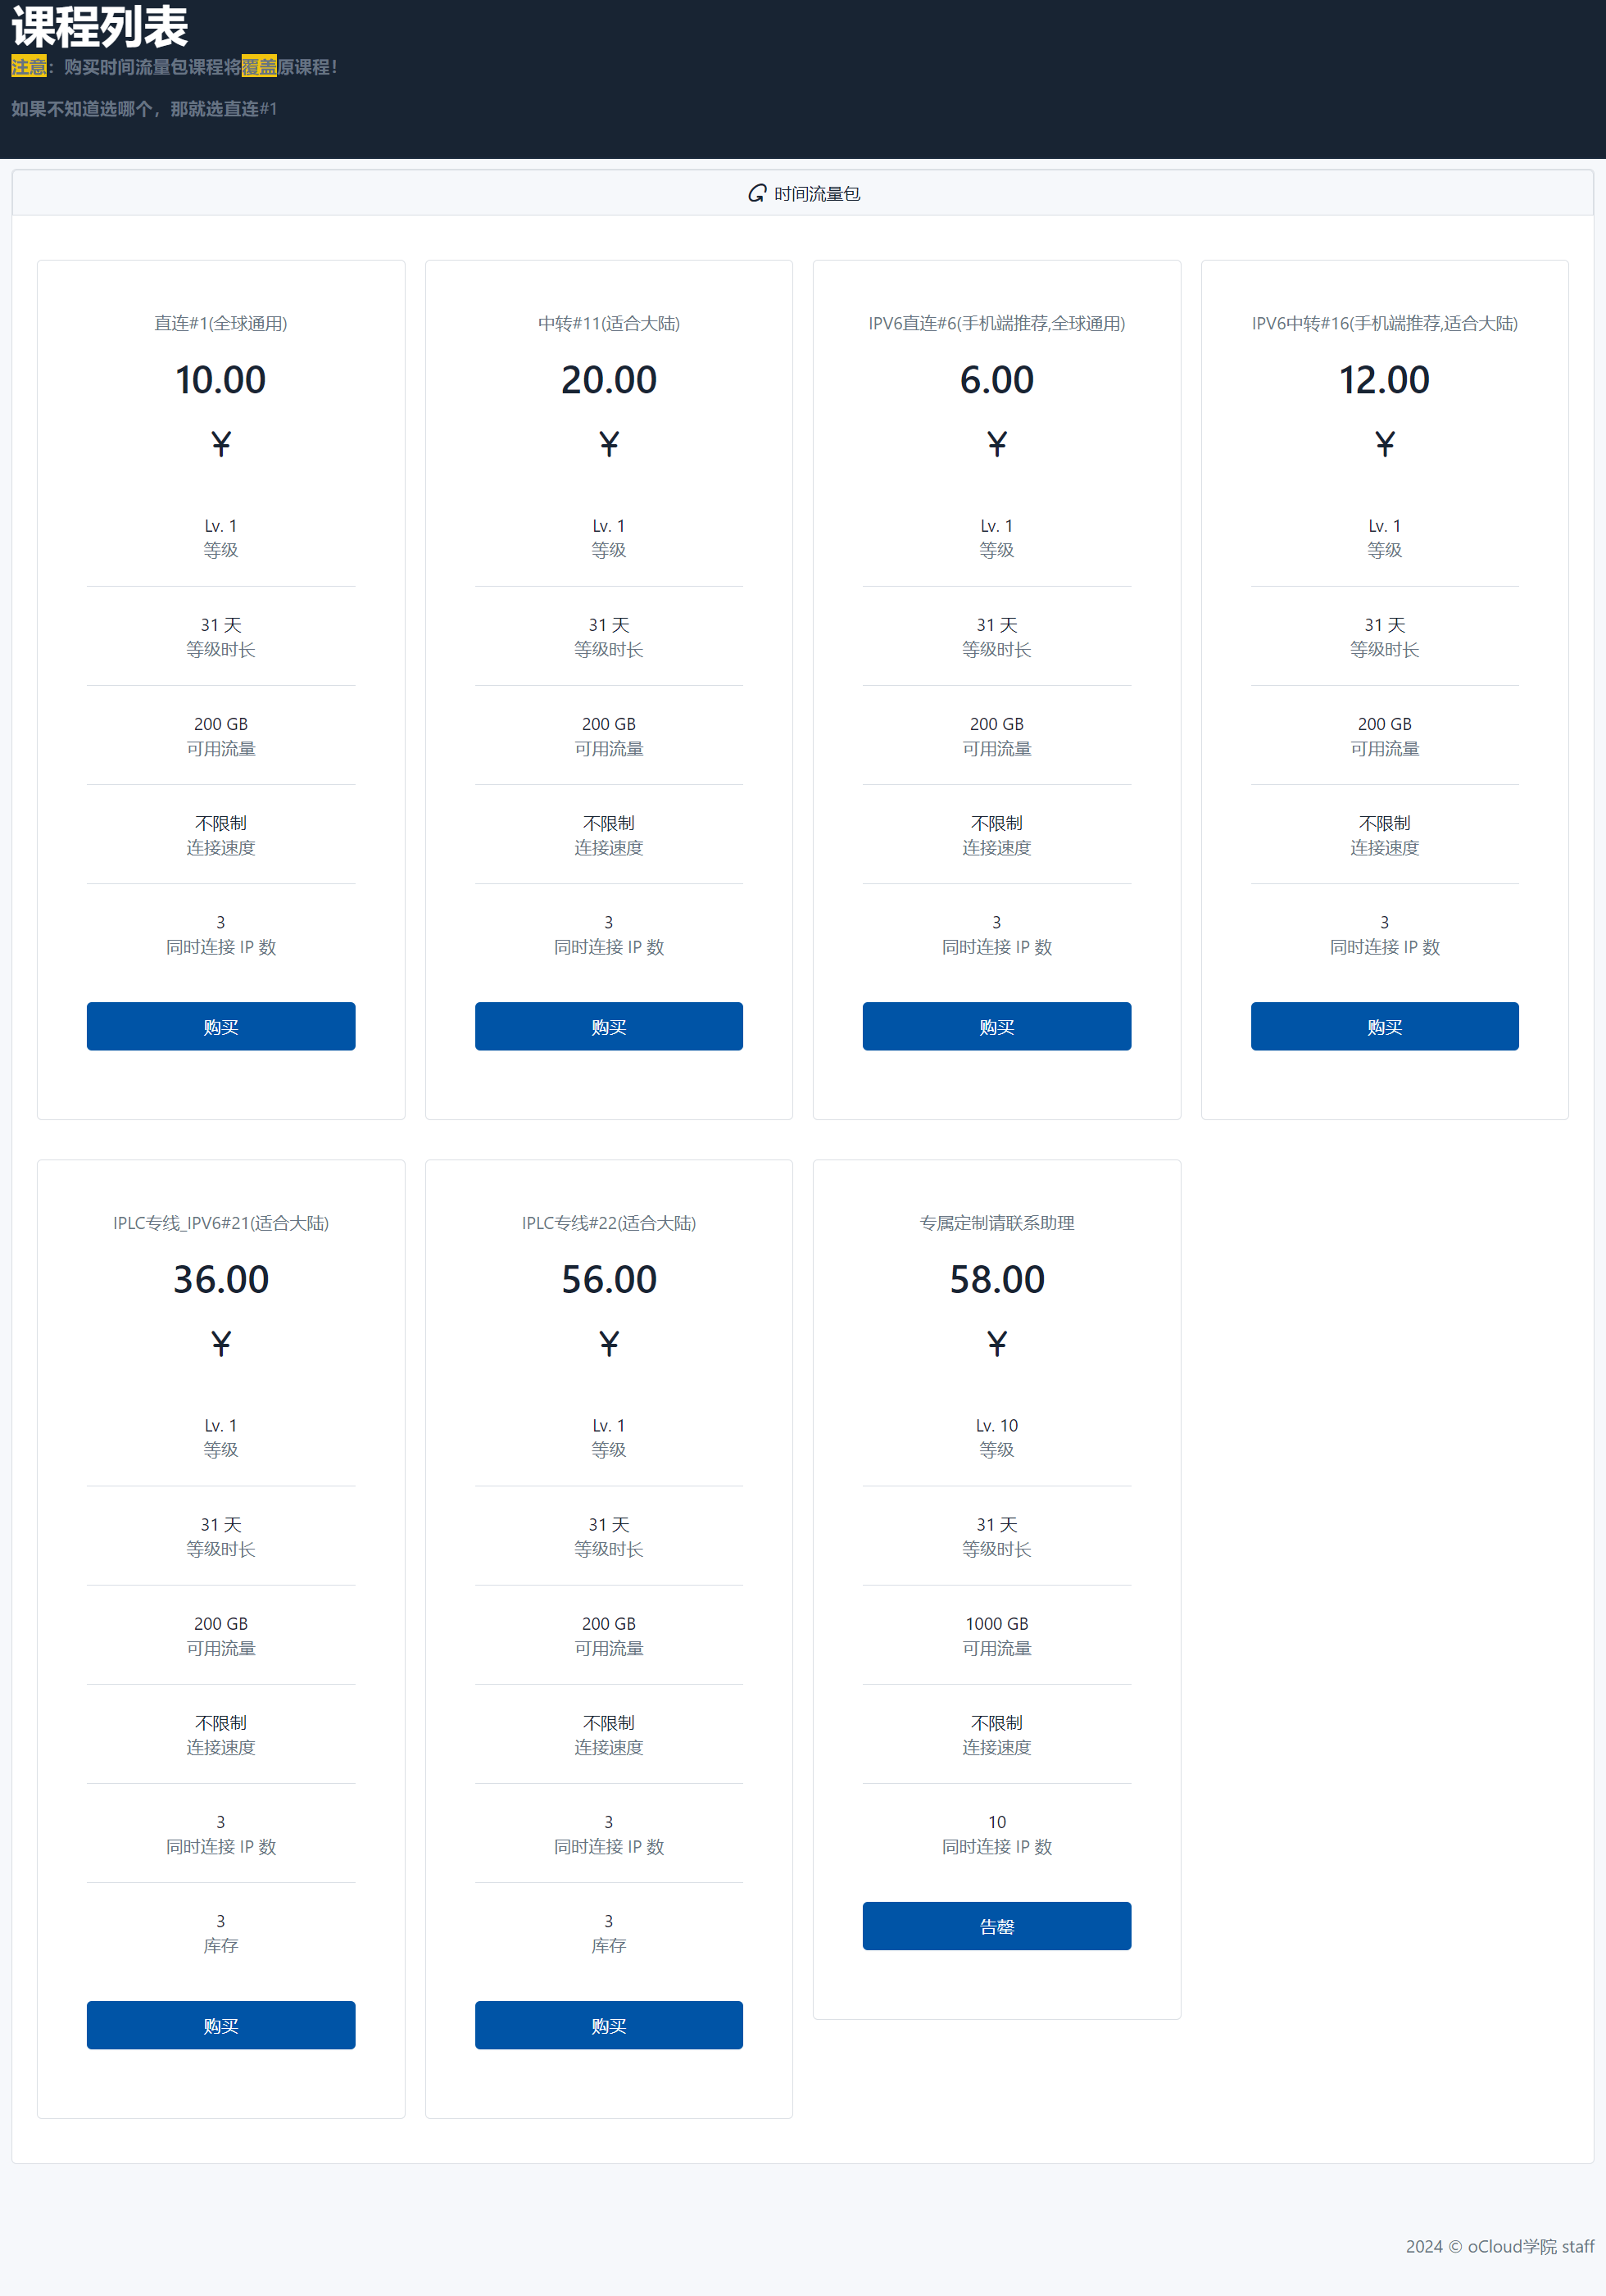 课程列表
注意：购买时间流量包课程将覆盖原课程！
如果不知道选哪个，那就选直连#1
时间流量包
直连#1(全球通用)
10.00
¥
Lv. 1
等级
31 天
等级时长
200 GB
可用流量
不限制
连接速度
3
同时连接 IP 数
购买
中转#11(适合大陆)
20.00
¥
Lv. 1
等级
31 天
等级时长
200 GB
可用流量
不限制
连接速度
3
同时连接 IP 数
购买
IPV6直连#6(手机端推荐,全球通用)
6.00
¥
Lv. 1
等级
31 天
等级时长
200 GB
可用流量
不限制
连接速度
3
同时连接 IP 数
购买
IPV6中转#16(手机端推荐,适合大陆)
12.00
¥
Lv. 1
等级
31 天
等级时长
200 GB
可用流量
不限制
连接速度
3
同时连接 IP 数
购买
IPLC专线_IPV6#21(适合大陆)
36.00
¥
Lv. 1
等级
31 天
等级时长
200 GB
可用流量
不限制
连接速度
3
同时连接 IP 数
3
库存
购买
IPLC专线#22(适合大陆)
56.00
¥
Lv. 1
等级
31 天
等级时长
200 GB
可用流量
不限制
连接速度
3
同时连接 IP 数
3
库存
购买
专属定制请联系助理
58.00
¥
Lv. 10
等级
31 天
等级时长
1000 GB
可用流量
不限制
连接速度
10
同时连接 IP 数
告罄
2024 © oCloud学院 staff